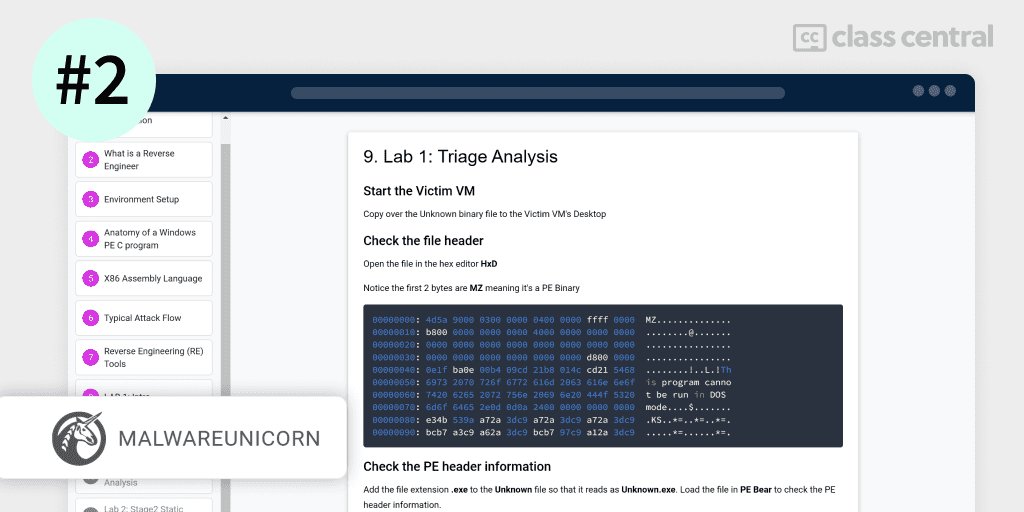 #2
class central
What is a Reverse
Engineer
2
3
Environment Setup
4
Anatomy of a Windows
PE C program
5
X86 Assembly Language
6
Typical Attack Flow
7
Reverse Engineering (RE)
Tools
MALWAREUNICORN
Analysis
Lab 2: Stage2 Static
9. Lab 1: Triage Analysis
Start the Victim VM
Copy over the Unknown binary file to the Victim VM's Desktop
Check the file header
Open the file in the hex editor HxD
Notice the first 2 bytes are MZ meaning it's a PE Binary
00000000: 4d5a 9000 0300 0000 0400 0000 ffff 0000 MZ..............
00000010: b800 0000 0000 0000 4000 0000 0000 0000 ........@.......
00000020: 0000 0000 0000 0000 0000 0000 0000 0000 ................
00000030: 0000 0000 0000 0000 0000 0000 d800 0000 ................
00000040: 0e1f ba0e 00b4 09cd 21b8 014c cd21 5468 ........!..L.!Th
00000050: 6973 2070 726f 6772 616d 2063 616e 6e6f is program canno
00000060: 7420 6265 2072 756e 2069 6e20 444f 5320 t be run in DOS
00000070: 6d6f 6465 2e0d 0d0a 2400 0000 0000 0000 mode....$.......
00000080: e34b 539a a72a 3dc9 a72a 3dc9 a72a 3dc9 .KS..*=..*=..*=.
00000090: bcb7 a3c9 a62a 3dc9 bcb7 97c9 a12a 3dc9 .....*=......*=.
Check the PE header information
Add the file extension .exe to the Unknown file so that it reads as Unknown.exe. Load the file in PE Bear to check the PE
header information.